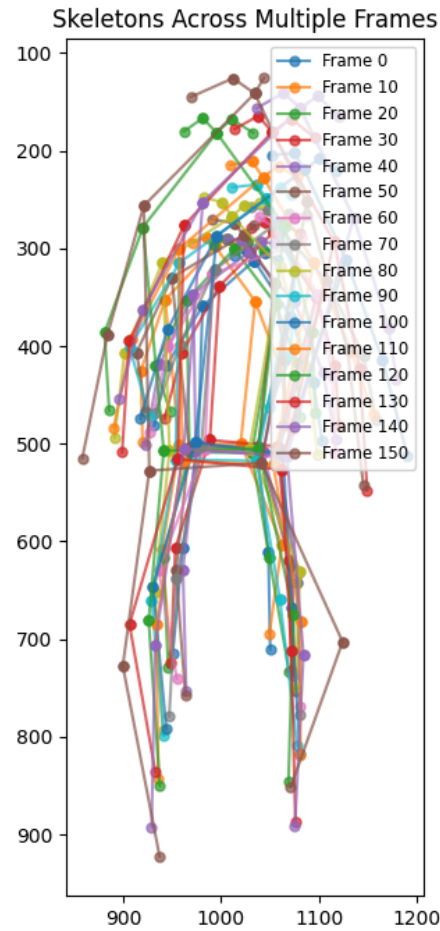 Skeletons Across Multiple Frames
100
200
300
400
500
600
700
800
900
Frame 0
Frame 10
Frame 20
Frame 30
Frame 40
Frame 50
Frame 60
Frame 70
Frame 80
Frame 90
Frame 100
Frame 110
Frame 120
Frame 130
Frame 140
Frame 150
900 1000 1100 1200